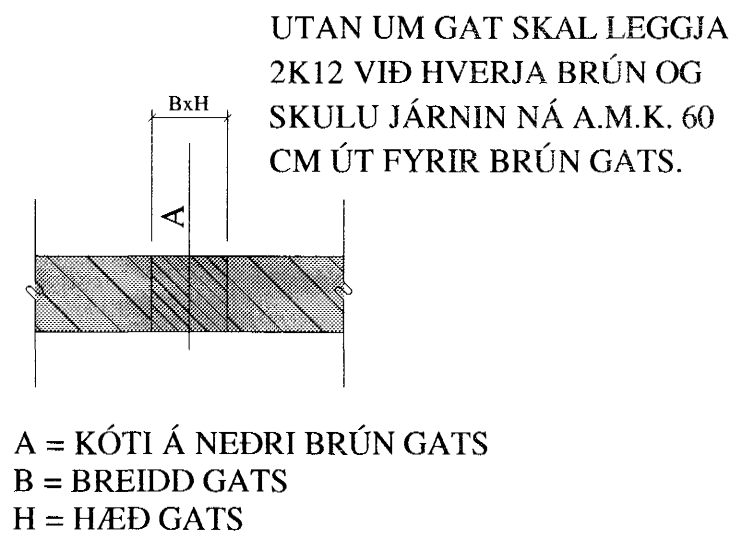 UTAN UM GAT SKAL LEGGJA
2K12 VIÐ HVERJA BRÚN OG
SKULU JÁRNIN NÁ A.M.K. 60
CM ÚT FYRIR BRÚN GATS.
BxH
A
A = KÓTI Á NEÐRI BRÚN GATS
B = BREIDD GATS
H = HÆÐ GATS